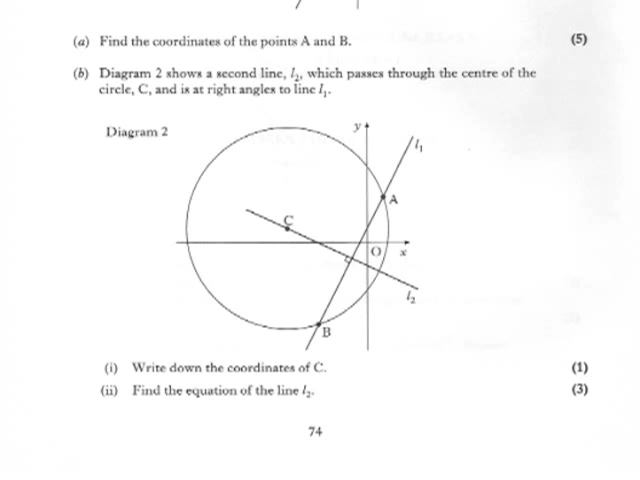 (a) Find the coordinates of the points A and B. (5)
(b) Diagram 2 shows a second line, l₂, which passes through the centre of the
circle, C, and is at right angles to line l₁.
Diagram 2
y
l₁
A
C
O x
l₂
B
(i) Write down the coordinates of C. (1)
(ii) Find the equation of the line l₂. (3)
74